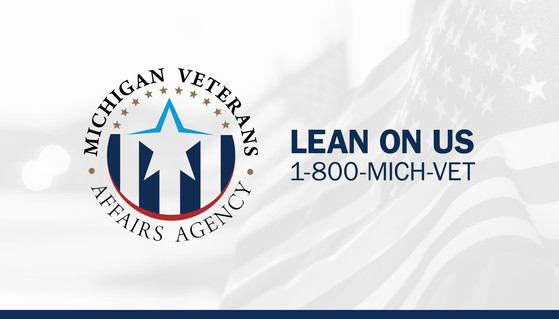 MICHIGAN VETERANS
AFFAIRS AGENCY
LEAN ON US
1-800-MICH-VET